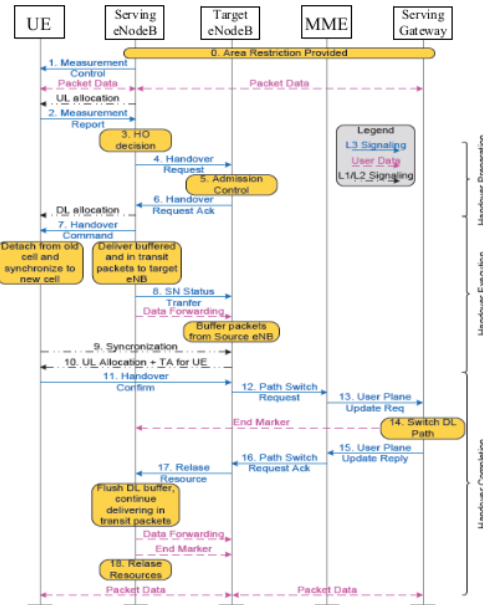 UE
Serving
eNodeB
Target
eNodeB
MME
Serving
Gateway
0. Area Restriction Provided
1. Measurement
Control
Packet Data
Packet Data
UL allocation
2. Measurement
Report
3. HO
decision
Legend
L3 Signaling
User Data
L1/L2 Signaling
4. Handover
Request
5. Admission
Control
6. Handover
Request Ack
DL allocation
7. Handover
Command
Handover Preparation
Detach from old
cell and
synchronize to
new cell
Deliver buffered
and in transit
packets to target
eNB
8. SN Status
Tranfer
Data Forwarding
Buffer packets
from Source eNB
9. Syncronization
10. UL Allocation + TA for UE
Handover Execution
11. Handover
Confirm
12. Path Switch
Request
13. User Plane
Update Req
End Marker
14. Switch DL
Path
15. User Plane
Update Reply
16. Path Switch
Request Ack
17. Relase
Resource
Flush DL buffer,
continue
delivering in
transit packets
Data Forwarding
End Marker
18. Relase
Resources
Packet Data
Packet Data
Handover Completion